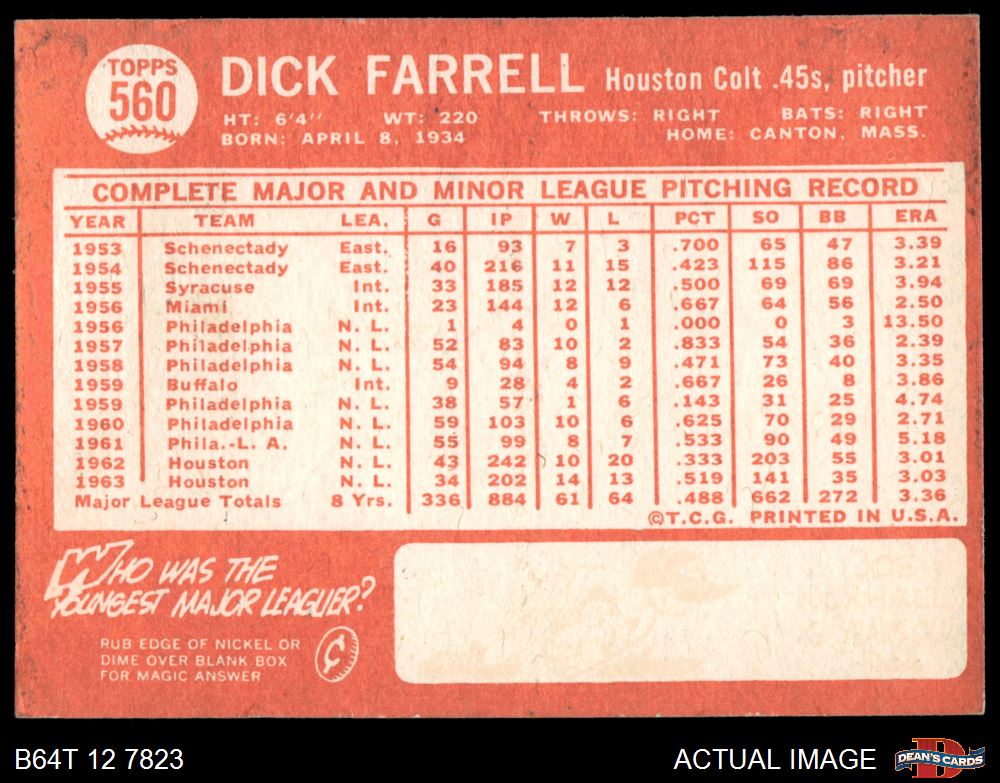 TOPPS
560
DICK FARRELL Houston Colt .45s, pitcher
HT: 6'4" WT: 220 THROWS: RIGHT BATS: RIGHT
BORN: APRIL 8, 1934 HOME: CANTON, MASS.
COMPLETE MAJOR AND MINOR LEAGUE PITCHING RECORD
YEAR TEAM LEA. G IP W L PCT SO BB ERA
1953 Schenectady East. 16 93 7 3 .700 65 47 3.39
1954 Schenectady East. 40 216 11 15 .423 115 86 3.21
1955 Syracuse Int. 33 185 12 12 .500 69 69 3.94
1956 Miami Int. 23 144 12 6 .667 64 56 2.50
1956 Philadelphia N. L. 1 4 0 1 .000 0 3 13.50
1957 Philadelphia N. L. 52 83 10 2 .833 54 36 2.39
1958 Philadelphia N. L. 54 94 8 9 .471 73 40 3.35
1959 Buffalo Int. 9 28 4 2 .667 26 8 3.86
1959 Philadelphia N. L. 38 57 1 6 .143 31 25 4.74
1960 Philadelphia N. L. 59 103 10 6 .625 70 29 2.71
1961 Phila.-L. A. N. L. 55 99 8 7 .533 90 49 5.18
1962 Houston N. L. 43 242 10 20 .333 203 55 3.01
1963 Houston N. L. 34 202 14 13 .519 141 35 3.03
Major League Totals 8 Yrs. 336 884 61 64 .488 662 272 3.36
©T.C.G. PRINTED IN U.S.A.
WHO WAS THE
YOUNGEST MAJOR LEAGUER?
RUB EDGE OF NICKEL OR
DIME OVER BLANK BOX
FOR MAGIC ANSWER
¢
B64T 12 7823 ACTUAL IMAGE
D
DEAN'S CARDS